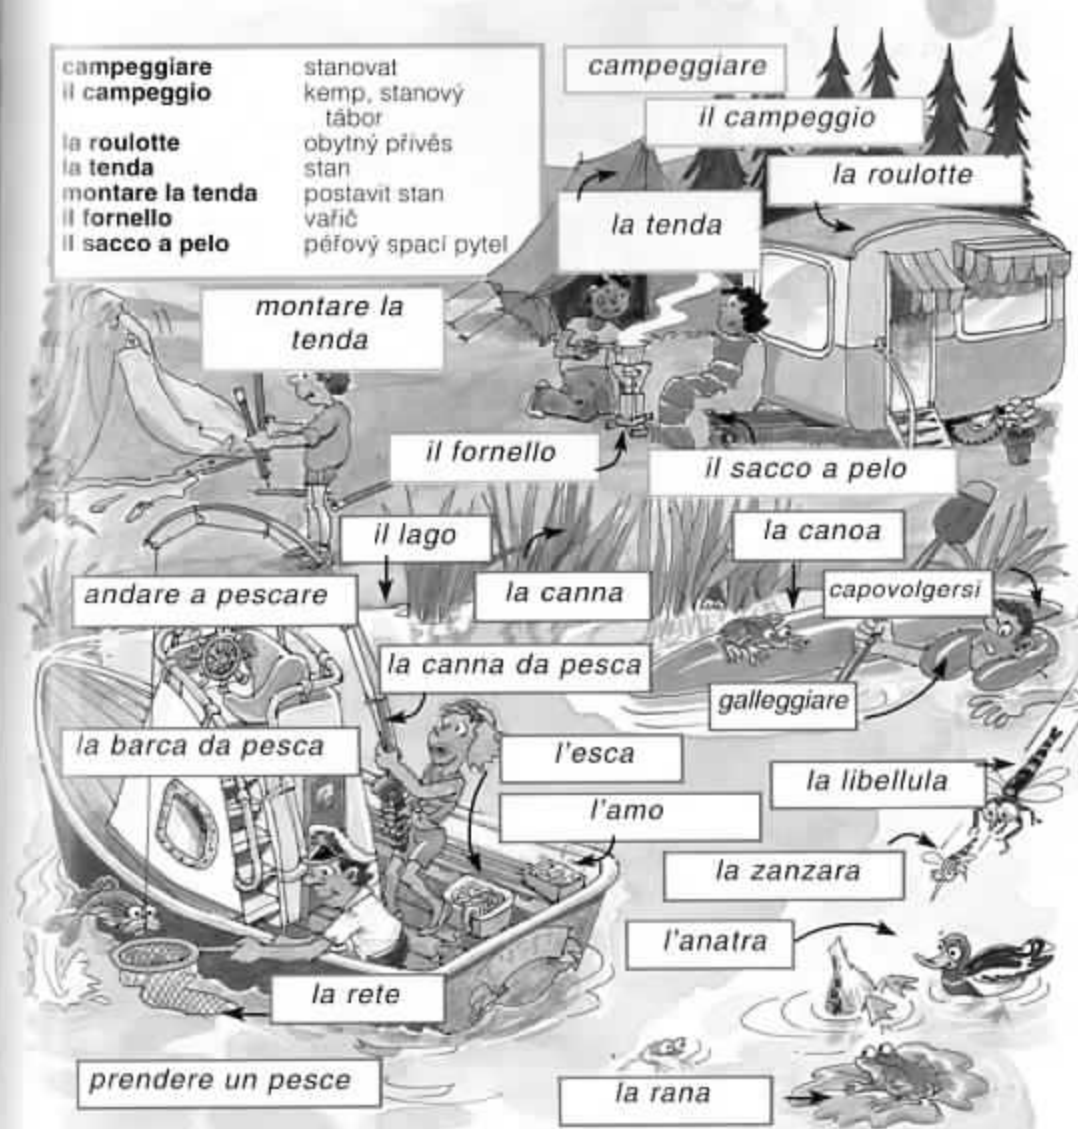 campeggiare stanovat
il campeggio kemp, stanový
tábor
la roulotte obytný přívěs
la tenda stan
montare la tenda postavit stan
il fornello vařič
il sacco a pelo péřový spací pytel
campeggiare
il campeggio
la roulotte
la tenda
montare la
tenda
il fornello
il sacco a pelo
il lago
la canoa
andare a pescare
la canna
capovolgersi
la canna da pesca
galleggiare
la barca da pesca
l'esca
la libellula
l'amo
la zanzara
l'anatra
la rete
prendere un pesce
la rana